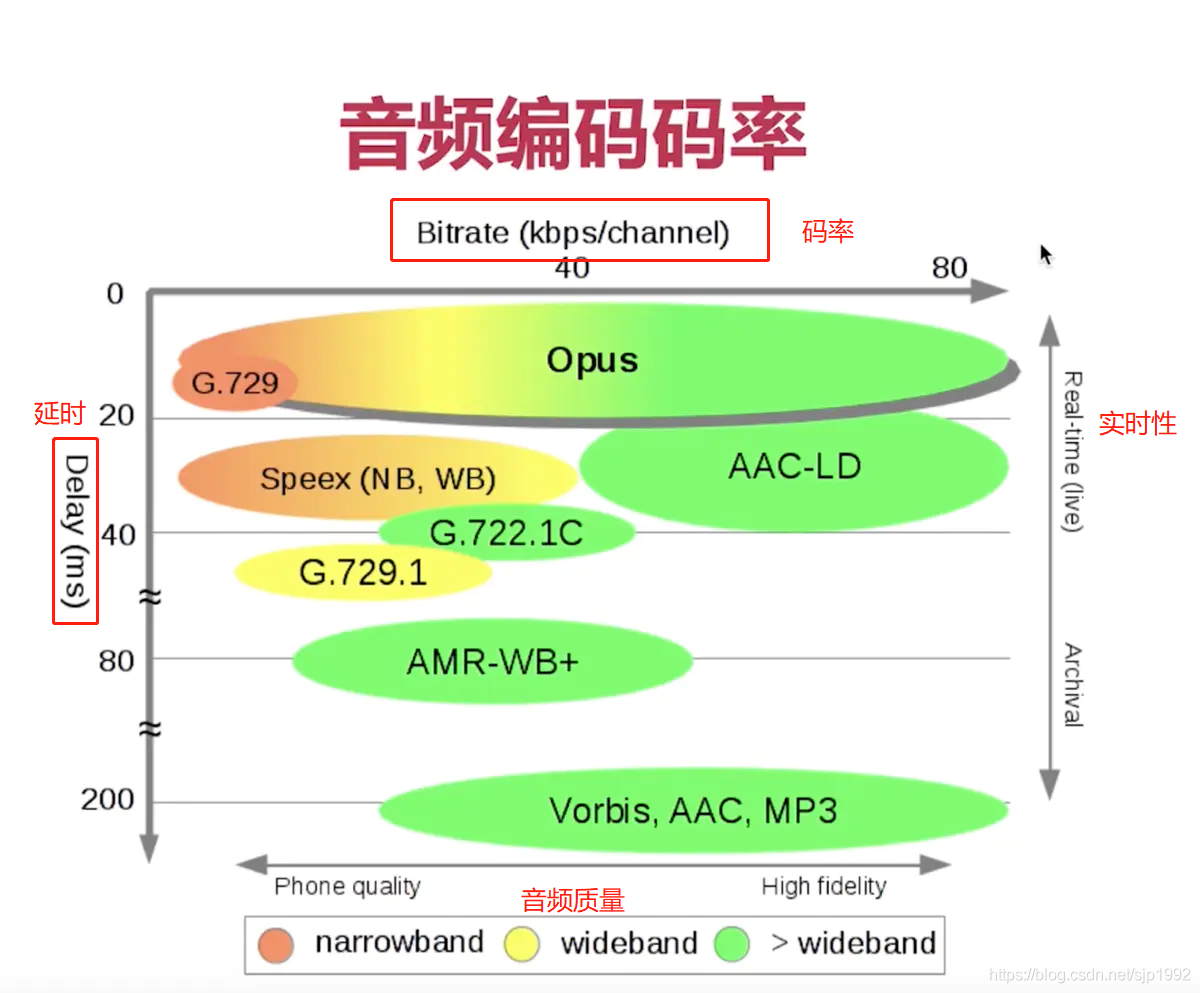 音频编码码率
Bitrate (kbps/channel)
码率
40
80
0
Opus
G.729
延时
20
Delay (ms)
Real-time (live)
实时性
AAC-LD
Speex (NB, WB)
40
G.722.1C
G.729.1
≈
80
AMR-WB+
Archival
≈
200
Vorbis, AAC, MP3
Phone quality
High fidelity
音频质量
narrowband
wideband
> wideband
https://blog.csdn.net/sjp1992